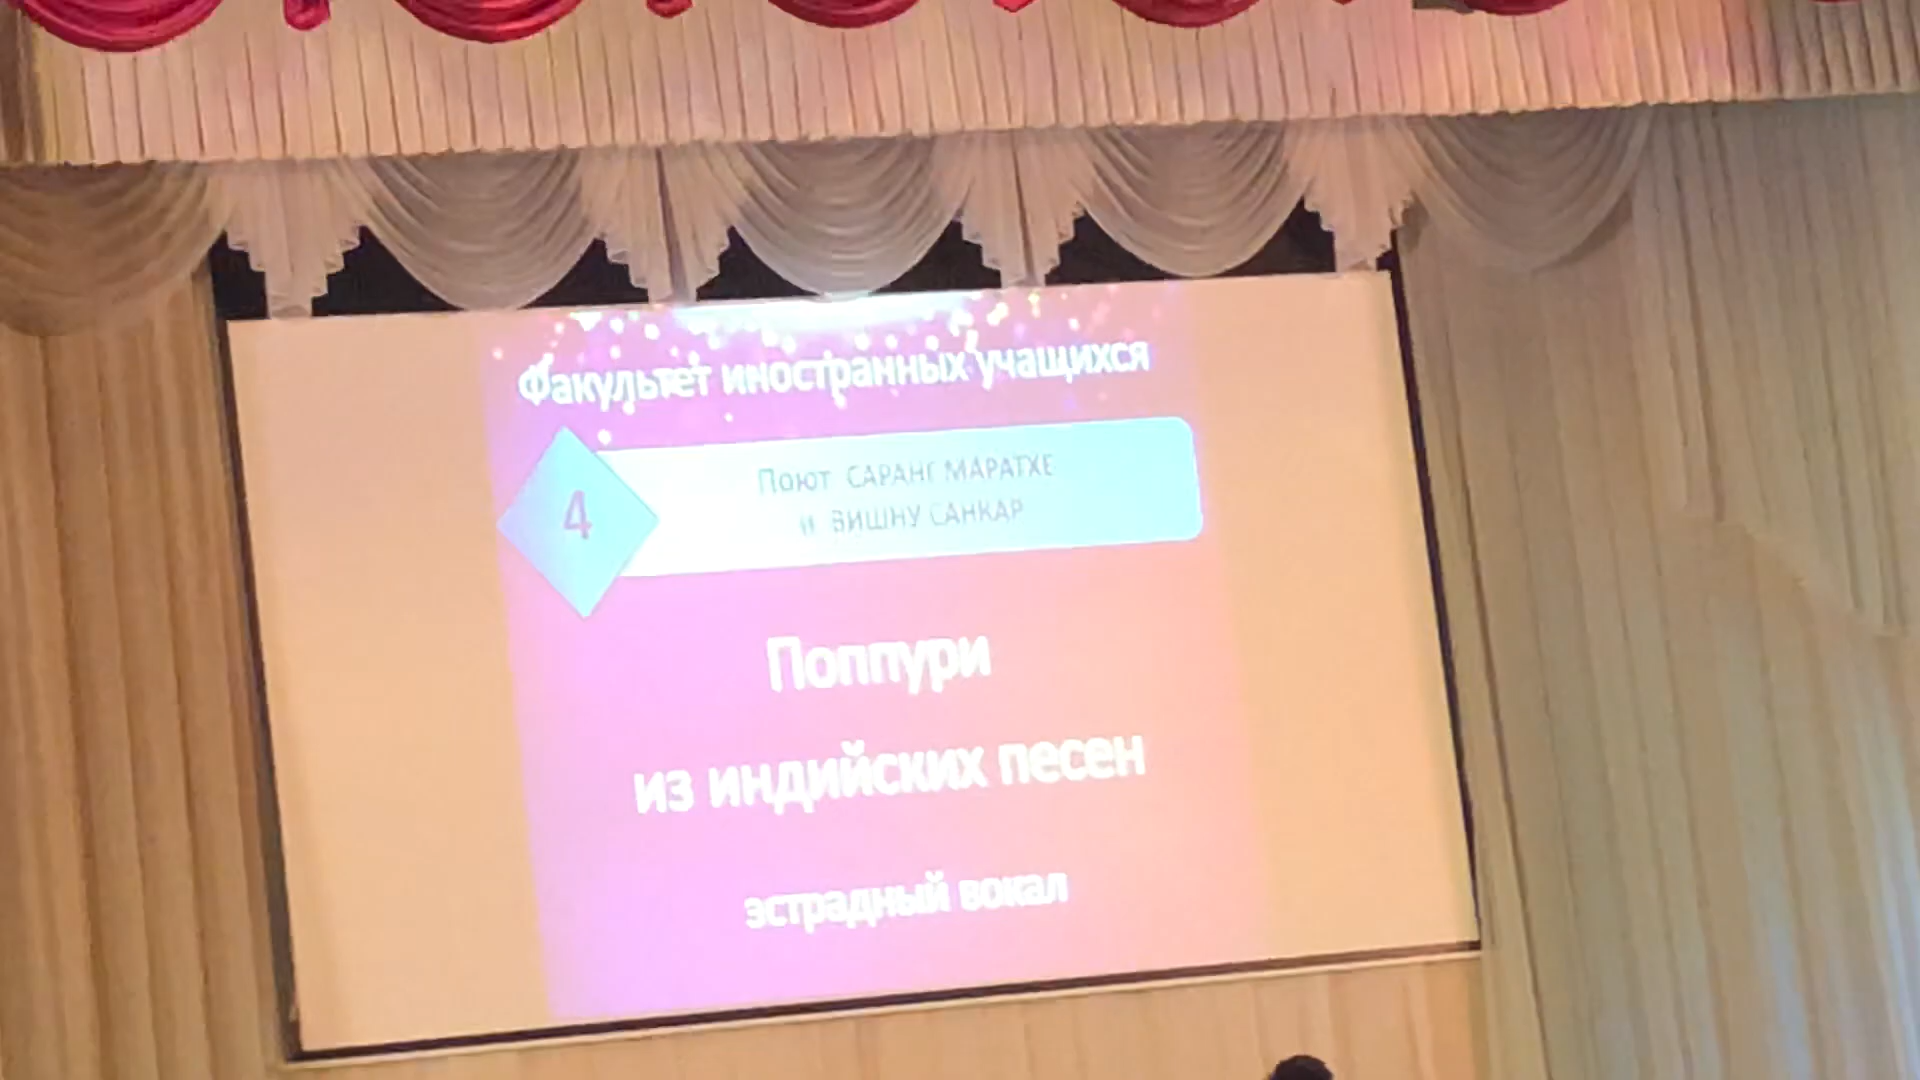 Факультет иностранных учащихся
4
Поют САРАНГ МАРАТХЕ
и ВИШНУ САНКАР
Поппури
из индийских песен
эстрадный вокал